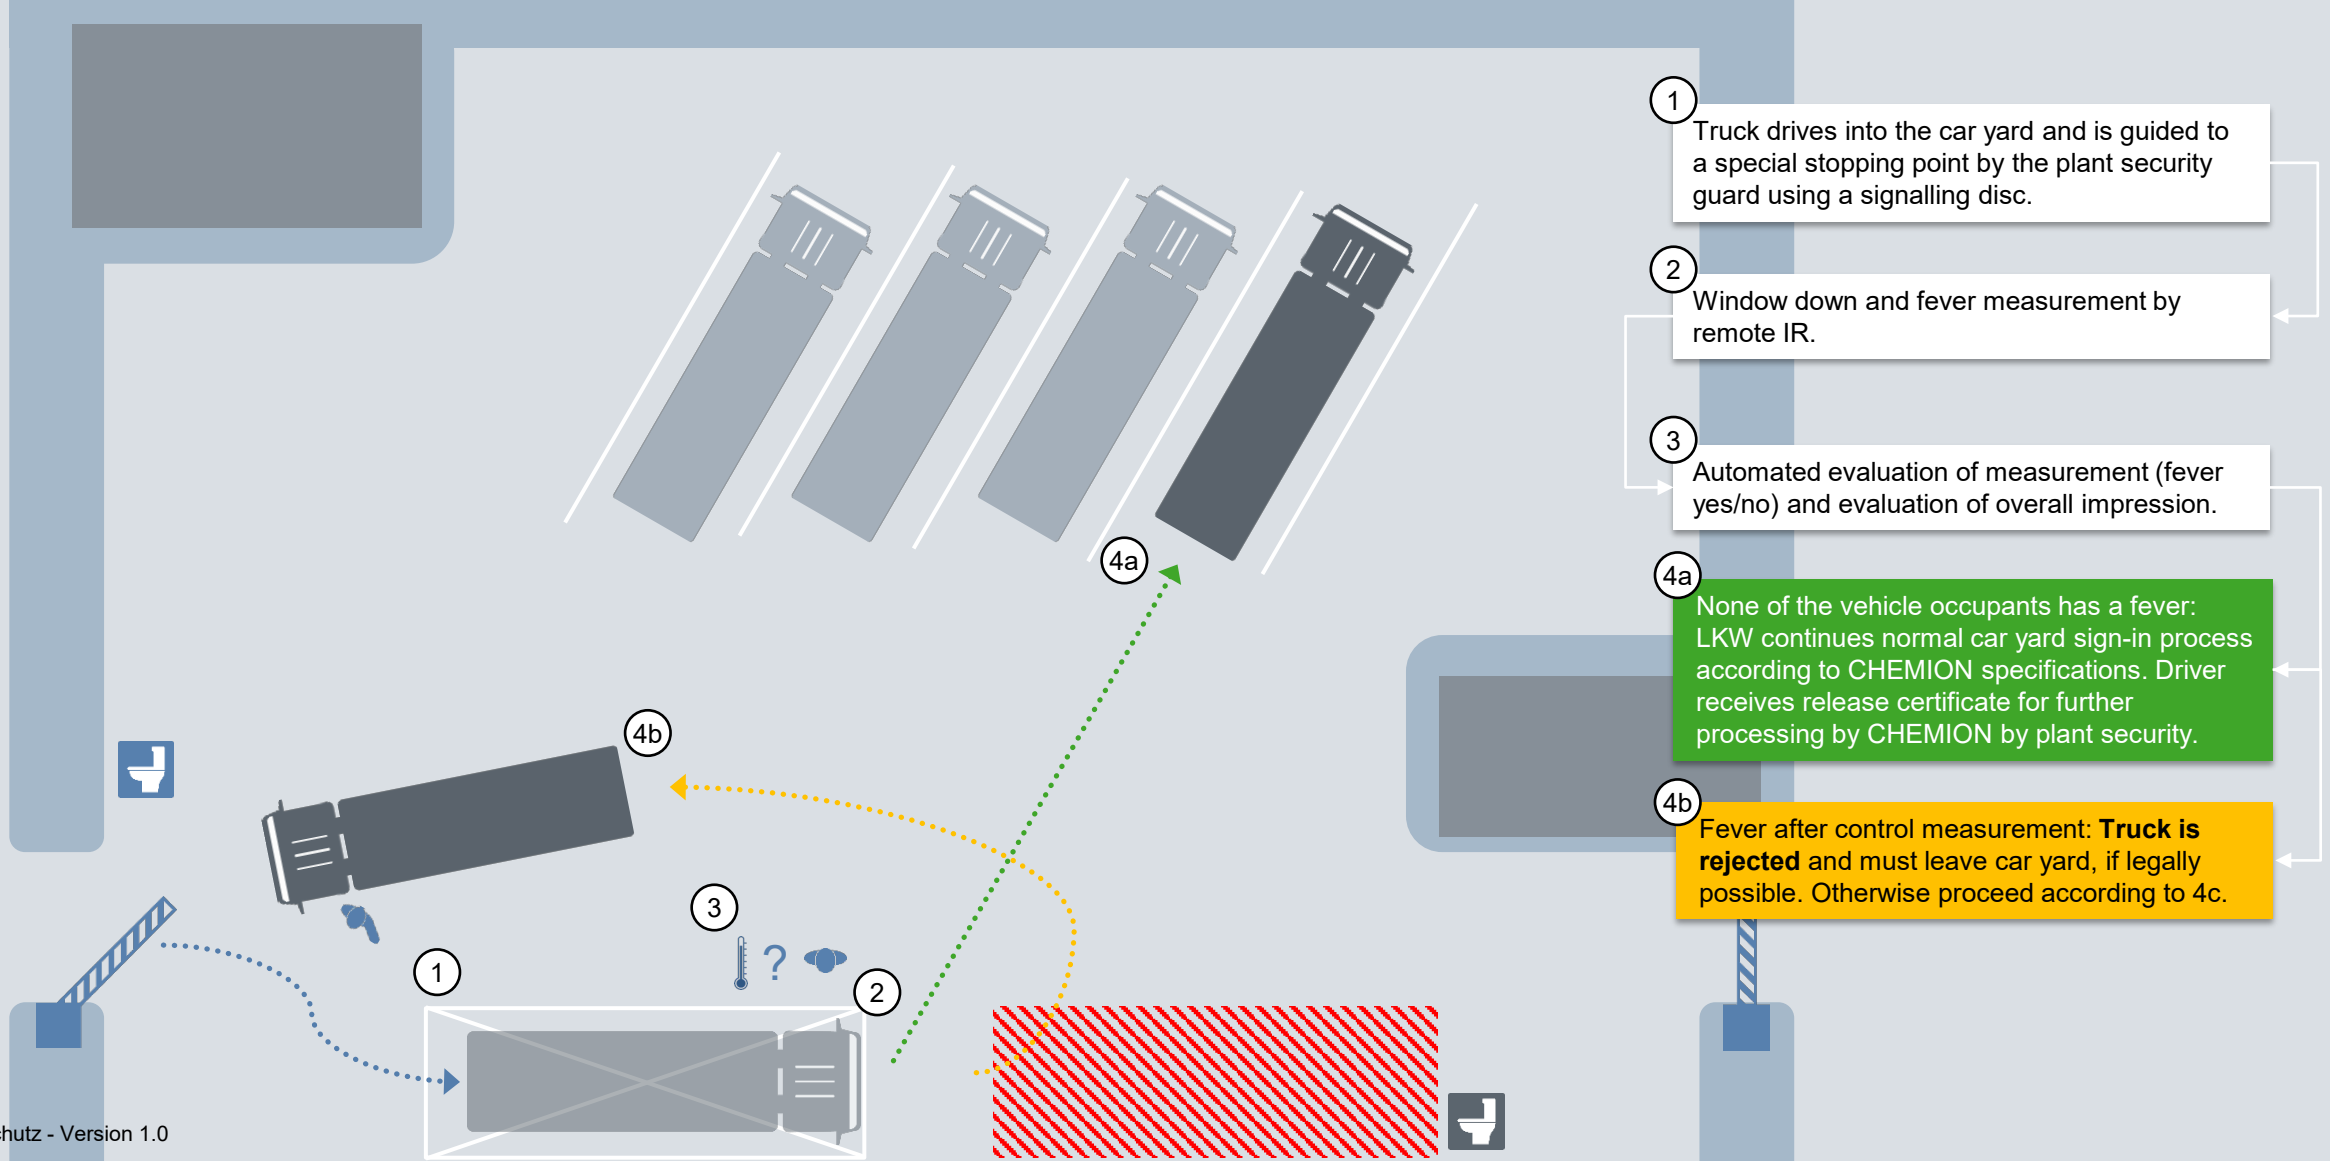 1
Truck drives into the car yard and is guided to
a special stopping point by the plant security
guard using a signalling disc.
2
Window down and fever measurement by
remote IR.
3
Automated evaluation of measurement (fever
yes/no) and evaluation of overall impression.
4a
None of the vehicle occupants has a fever:
LKW continues normal car yard sign-in process
according to CHEMION specifications. Driver
receives release certificate for further
processing by CHEMION by plant security.
4b
Fever after control measurement: Truck is
rejected and must leave car yard, if legally
possible. Otherwise proceed according to 4c.
4a
4b
3
?
1
2
hutz - Version 1.0